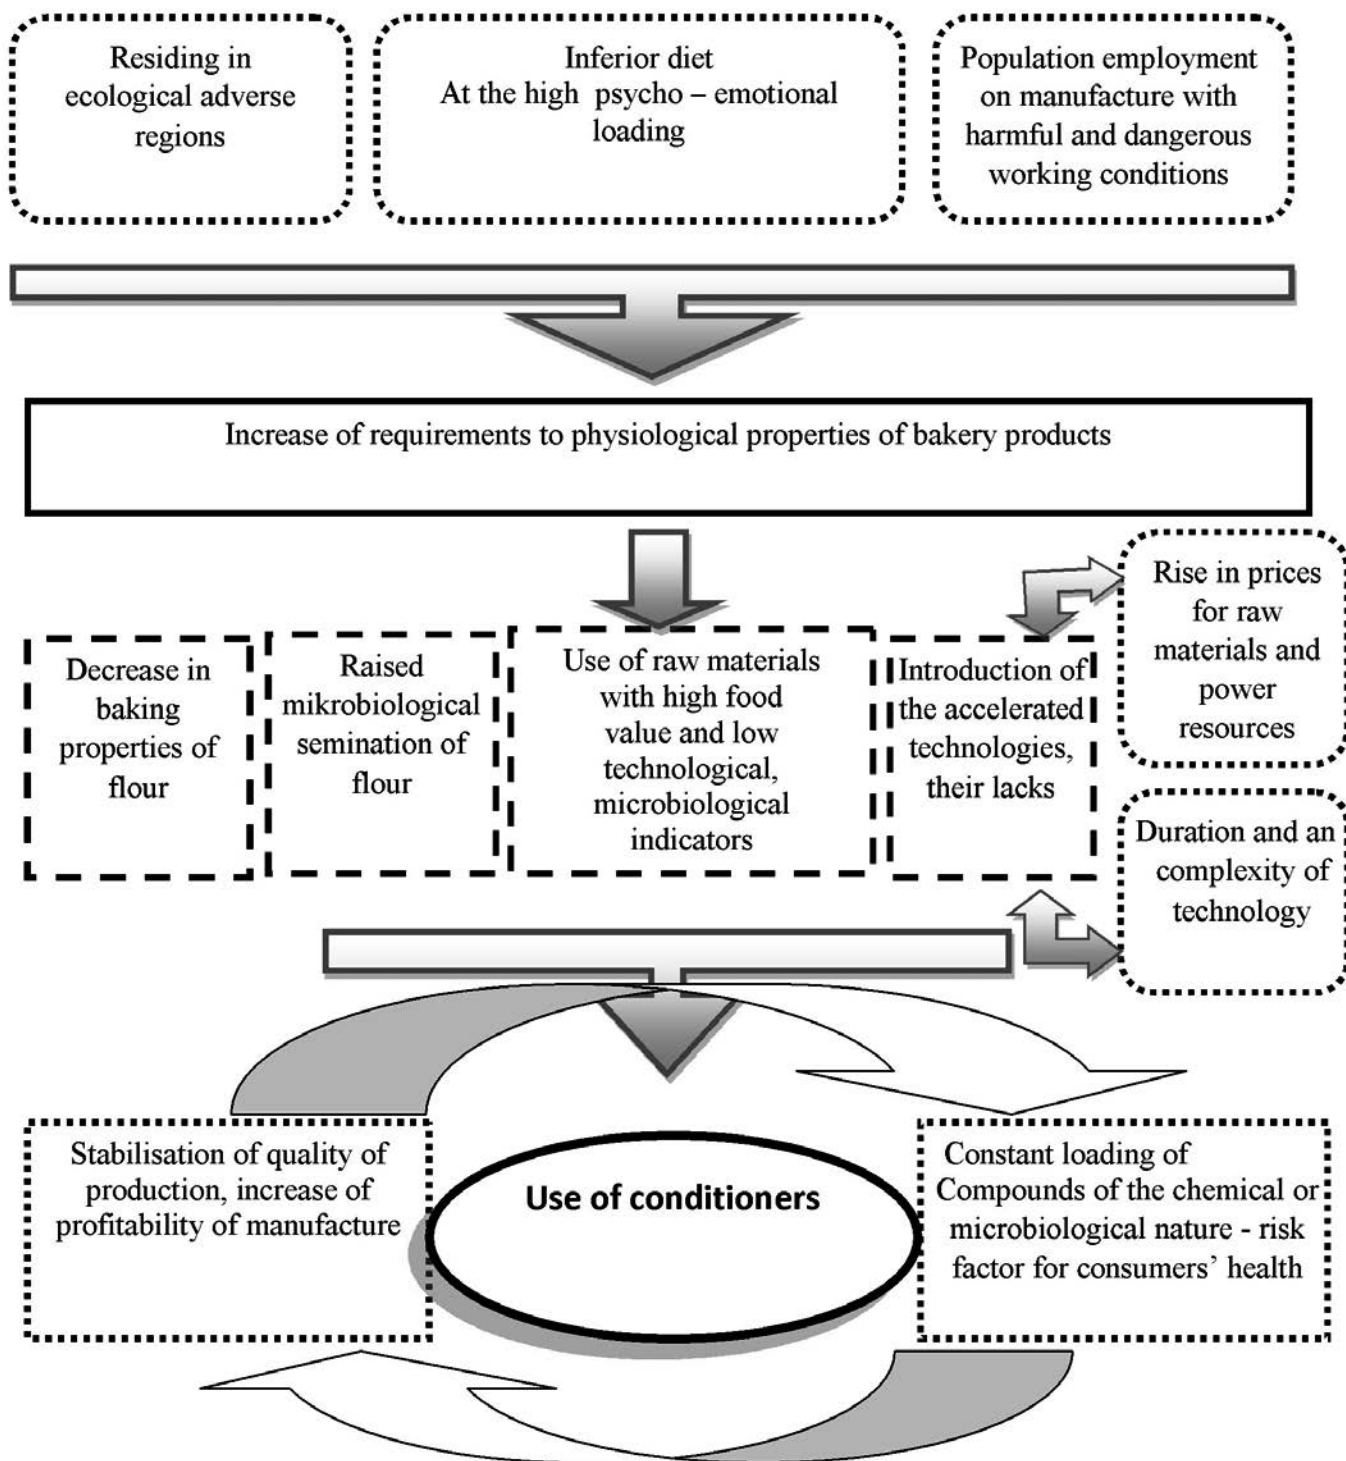 Residing in
ecological adverse
regions
Inferior diet
At the high psycho – emotional
loading
Population employment
on manufacture with
harmful and dangerous
working conditions
Increase of requirements to physiological properties of bakery products
Decrease in
baking
properties of
flour
Raised
mikrobiological
semination of
flour
Use of raw materials
with high food
value and low
technological,
microbiological
indicators
Introduction of
the accelerated
technologies,
their lacks
Rise in prices
for raw
materials and
power
resources
Duration and an
complexity of
technology
Stabilisation of quality of
production, increase of
profitability of manufacture
Use of conditioners
Constant loading of
Compounds of the chemical or
microbiological nature - risk
factor for consumers’ health